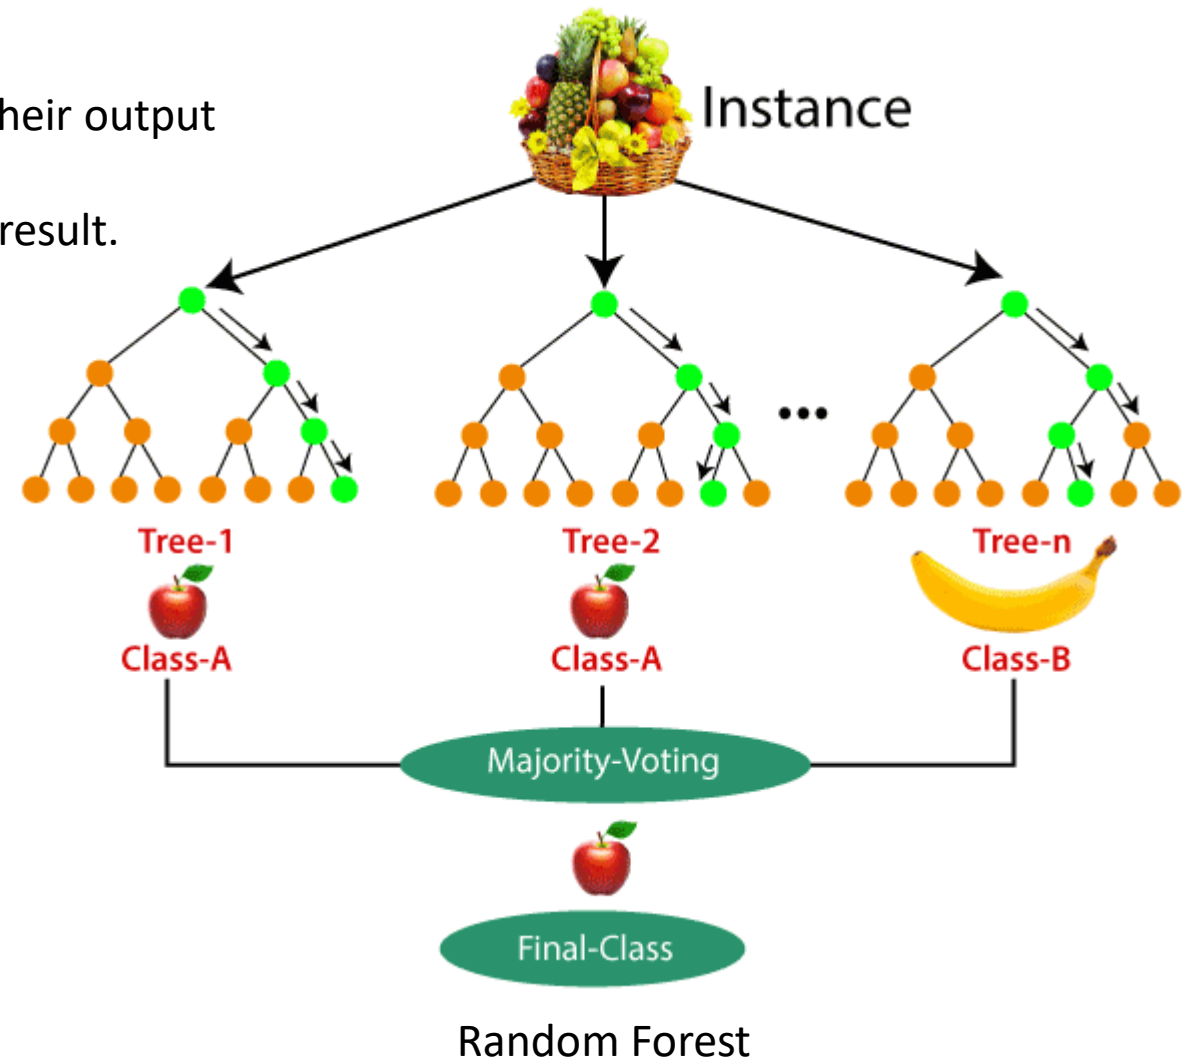 heir output
Instance
result.
Tree-1 Tree-2 Tree-n
Class-A Class-A Class-B
Majority-Voting
Final-Class
Random Forest